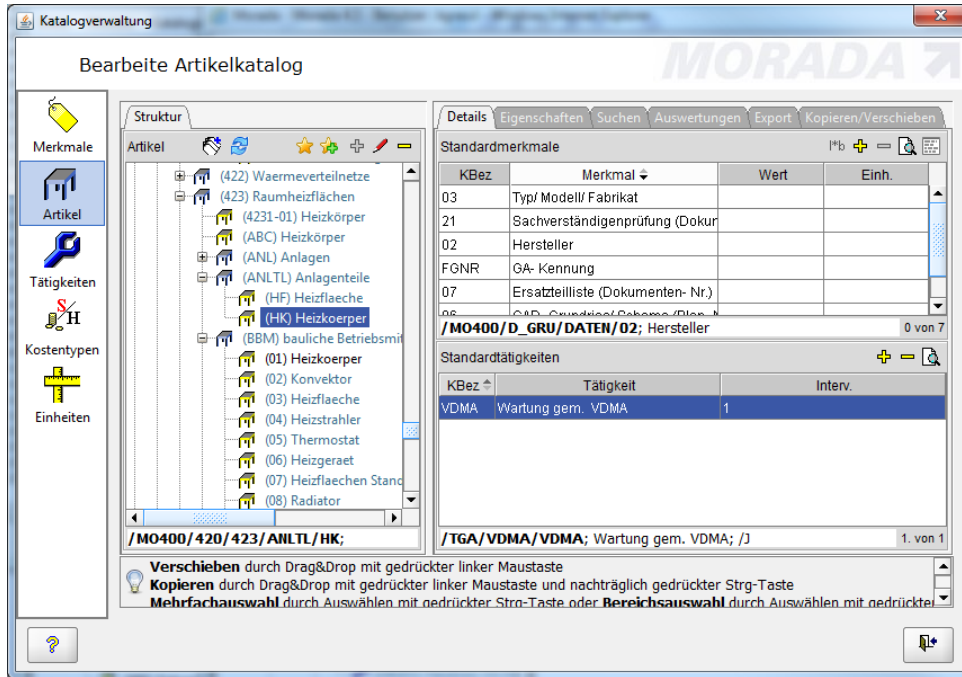 Katalogverwaltung
Bearbeite Artikelkatalog
MORADA
Merkmale
Artikel
Tätigkeiten
Kostentypen
Einheiten
Struktur
Artikel
(422) Waermeverteilnetze
(423) Raumheizflächen
(4231-01) Heizkörper
(ABC) Heizkörper
(ANL) Anlagen
(ANLTL) Anlagenteile
(HF) Heizflaeche
(HK) Heizkoerper
(BBM) bauliche Betriebsmit
(01) Heizkoerper
(02) Konvektor
(03) Heizflaeche
(04) Heizstrahler
(05) Thermostat
(06) Heizgeraet
(07) Heizflaechen Stand
(08) Radiator
/MO400/420/423/ANLTL/HK;
Details Eigenschaften Suchen Auswertungen Export Kopieren/Verschieben
Standardmerkmale |*b
KBez Merkmal Wert Einh.
03 Typ/ Modell/ Fabrikat
21 Sachverständigenprüfung (Dokur
02 Hersteller
FGNR GA- Kennung
07 Ersatzteilliste (Dokumenten- Nr.)
/MO400/D_GRU/DATEN/02; Hersteller 0 von 7
Standardtätigkeiten
KBez Tätigkeit Interv.
VDMA Wartung gem. VDMA 1
/TGA/VDMA/VDMA; Wartung gem. VDMA; /J 1. von 1
Verschieben durch Drag&Drop mit gedrückter linker Maustaste
Kopieren durch Drag&Drop mit gedrückter linker Maustaste und nachträglich gedrückter Strg-Taste
Mehrfachauswahl durch Auswählen mit gedrückter Strg-Taste oder Bereichsauswahl durch Auswählen mit gedrückter